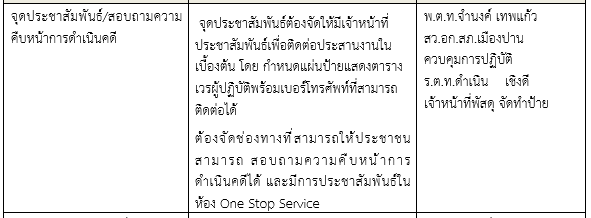 จุดประชาสัมพันธ์/สอบถามความ
คืบหน้าการดำเนินคดี
จุดประชาสัมพันธ์ต้องจัดให้มีเจ้าหน้าที่
ประชาสัมพันธ์เพื่อติดต่อประสานงานใน
เบื้องต้น โดย กำหนดแผ่นป้ายแสดงตาราง
เวรผู้ปฏิบัติพร้อมเบอร์โทรศัพท์ที่สามารถ
ติดต่อได้
ต้องจัดช่องทางที่สามารถให้ประชาชน
สามารถ สอบถามความคืบหน้าการ
ดำเนินคดีได้ และมีการประชาสัมพันธ์ใน
ห้อง One Stop Service
พ.ต.ท.จำนงค์ เทพแก้ว
สว.อก.สภ.เมืองปาน
ควบคุมการปฏิบัติ
ร.ต.ท.ดำเนิน เชิงดี
เจ้าหน้าที่พัสดุ จัดทำป้าย